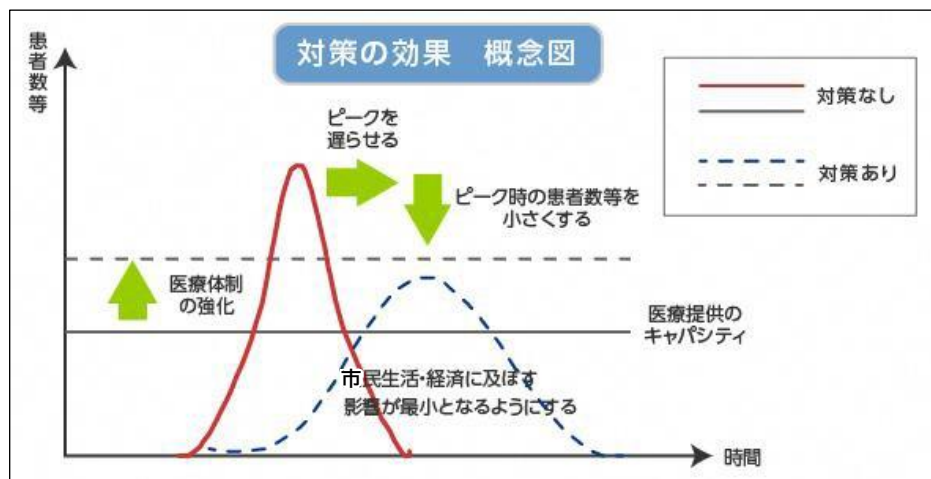 対策の効果　概念図
患者数等
対策なし
対策あり
ピークを
遅らせる
ピーク時の患者数等を
小さくする
医療体制
の強化
医療提供の
キャパシティ
市民生活・経済に及ぼす
影響が最小となるようにする
時間